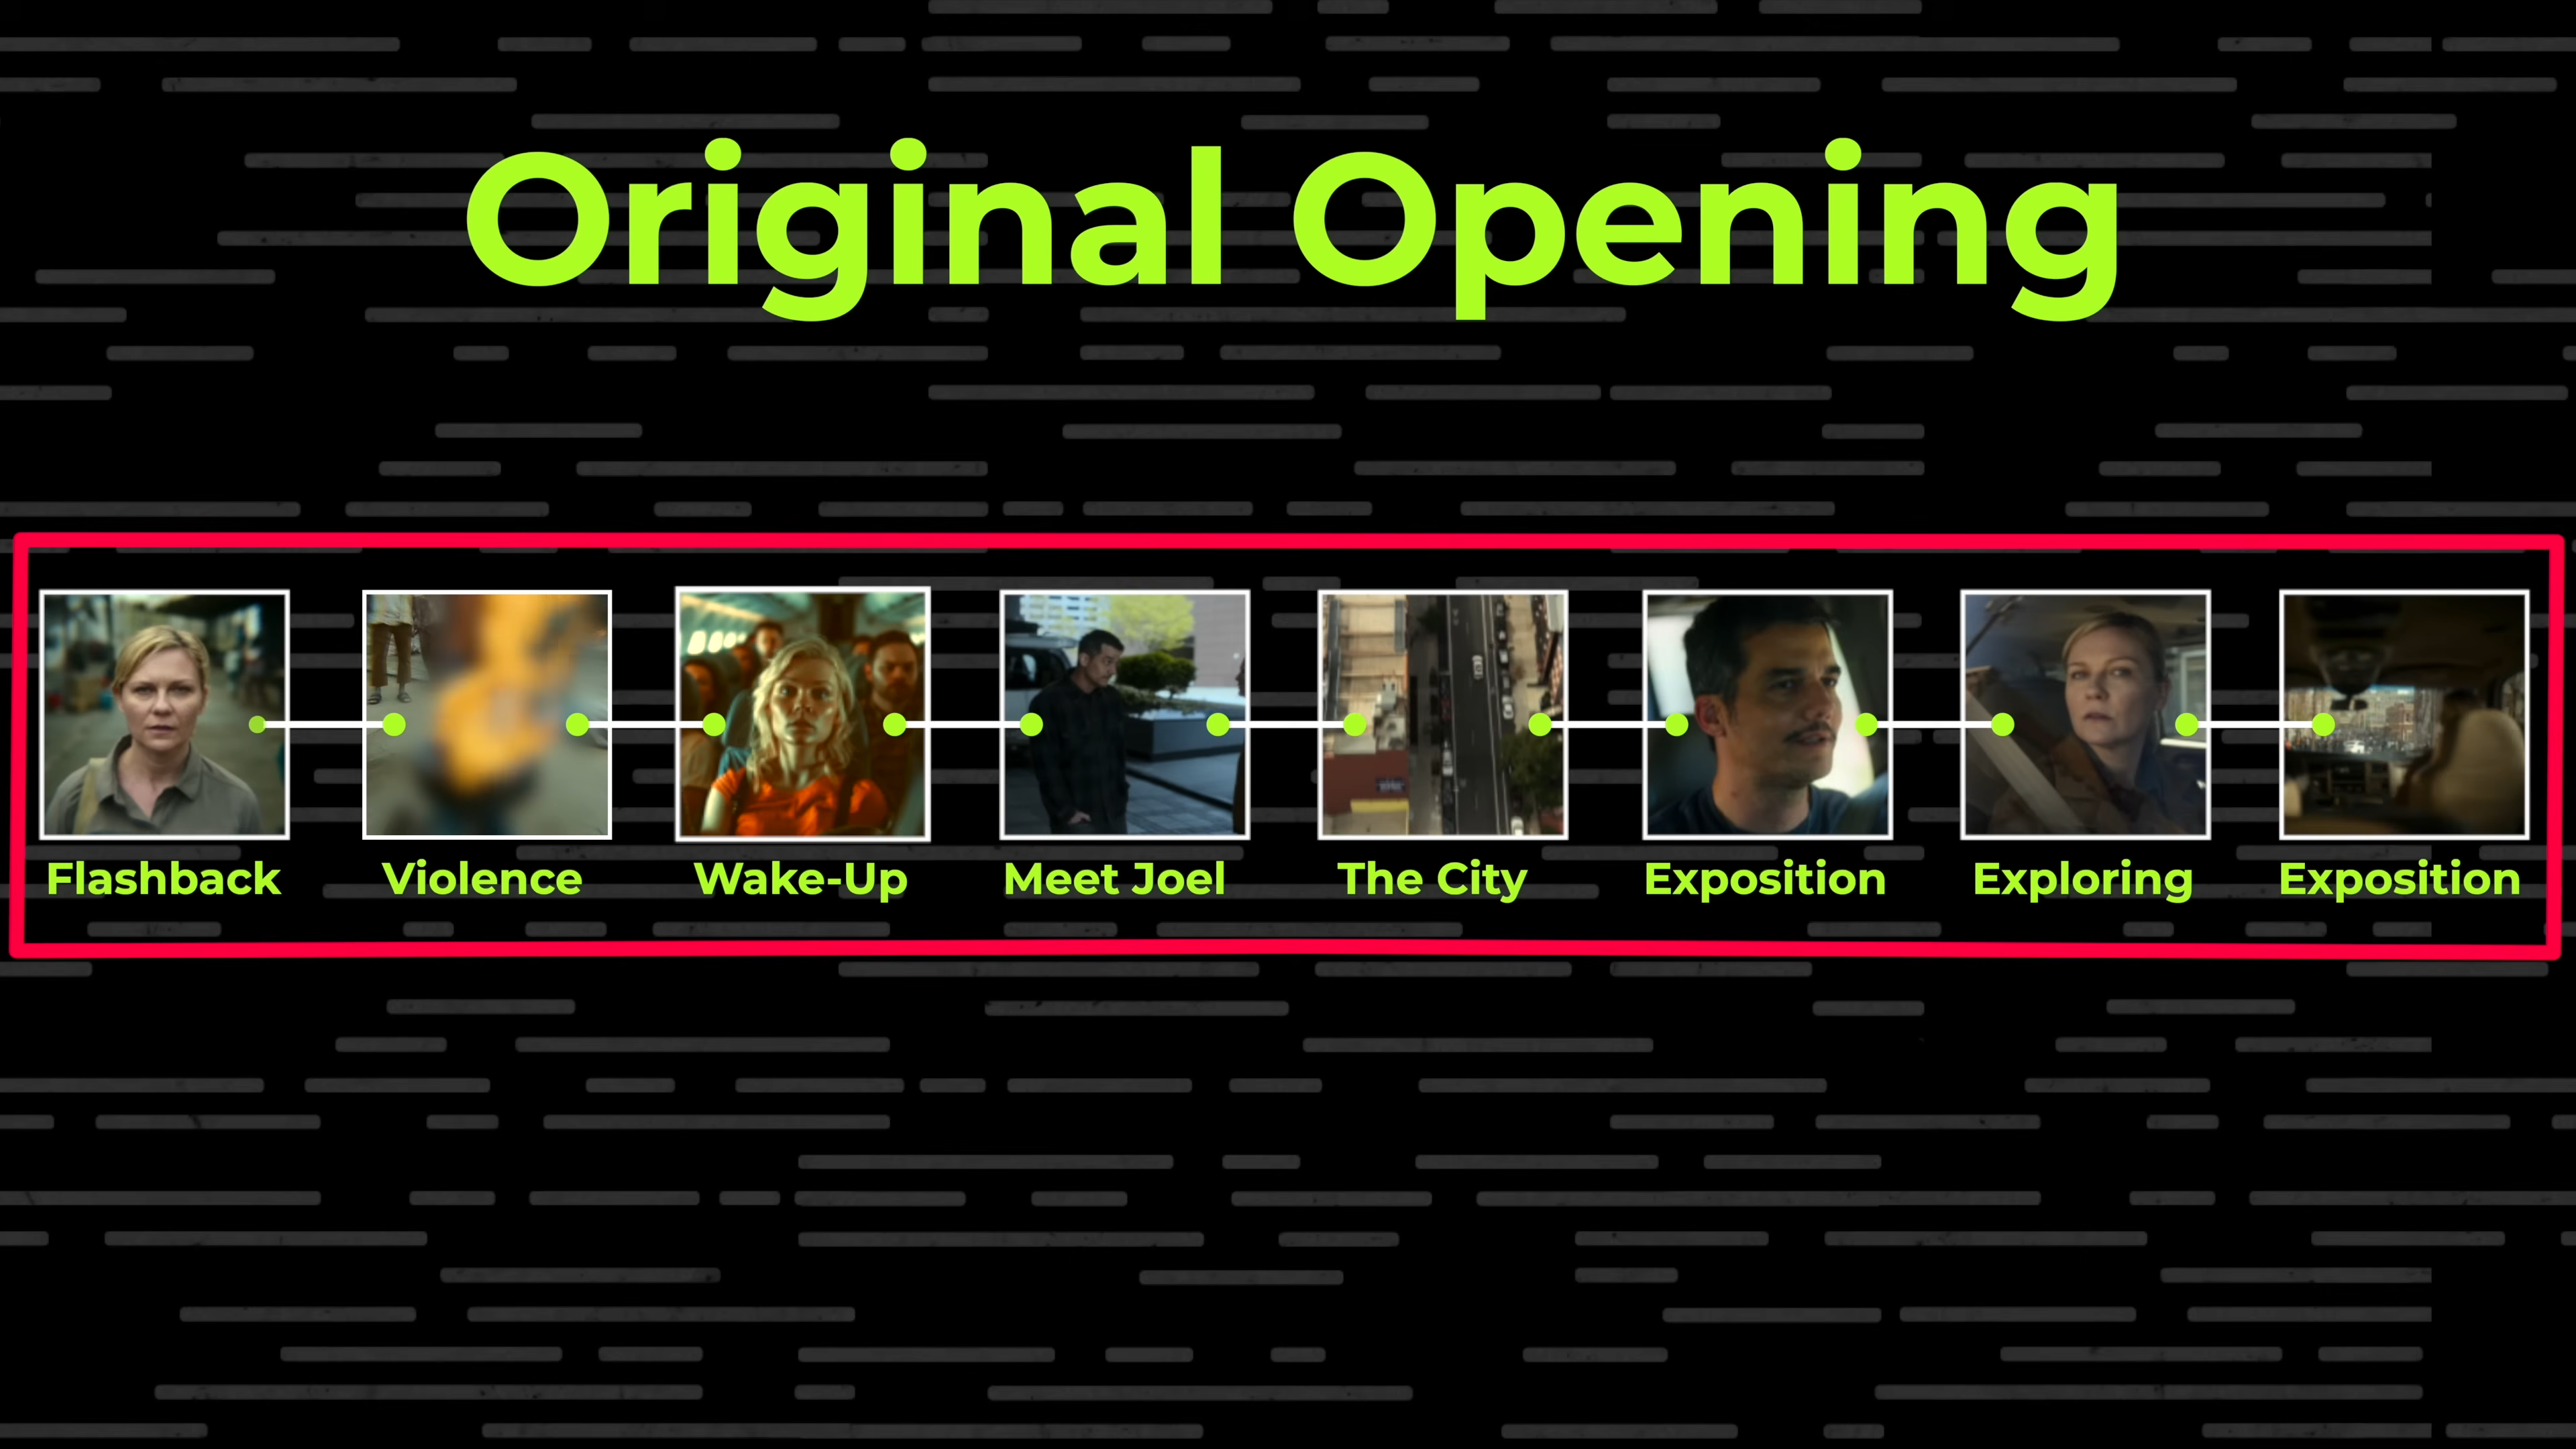 Original Opening
Flashback
Violence
Wake-Up
Meet Joel
The City
Exposition
Exploring
Exposition